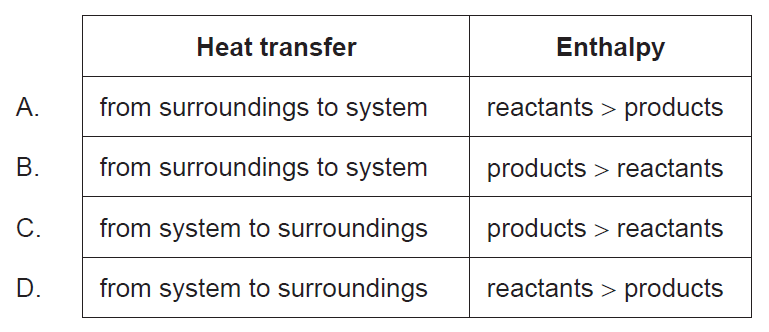 Heat transfer Enthalpy
A. from surroundings to system reactants > products
B. from surroundings to system products > reactants
C. from system to surroundings products > reactants
D. from system to surroundings reactants > products